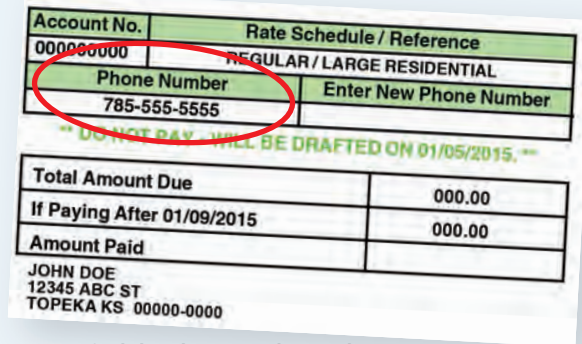 Account No. Rate Schedule / Reference
000000000 REGULAR / LARGE RESIDENTIAL
Phone Number Enter New Phone Number
785-555-5555
** DO NOT PAY - WILL BE DRAFTED ON 01/05/2015. **
Total Amount Due 000.00
If Paying After 01/09/2015 000.00
Amount Paid
JOHN DOE
12345 ABC ST
TOPEKA KS 00000-0000